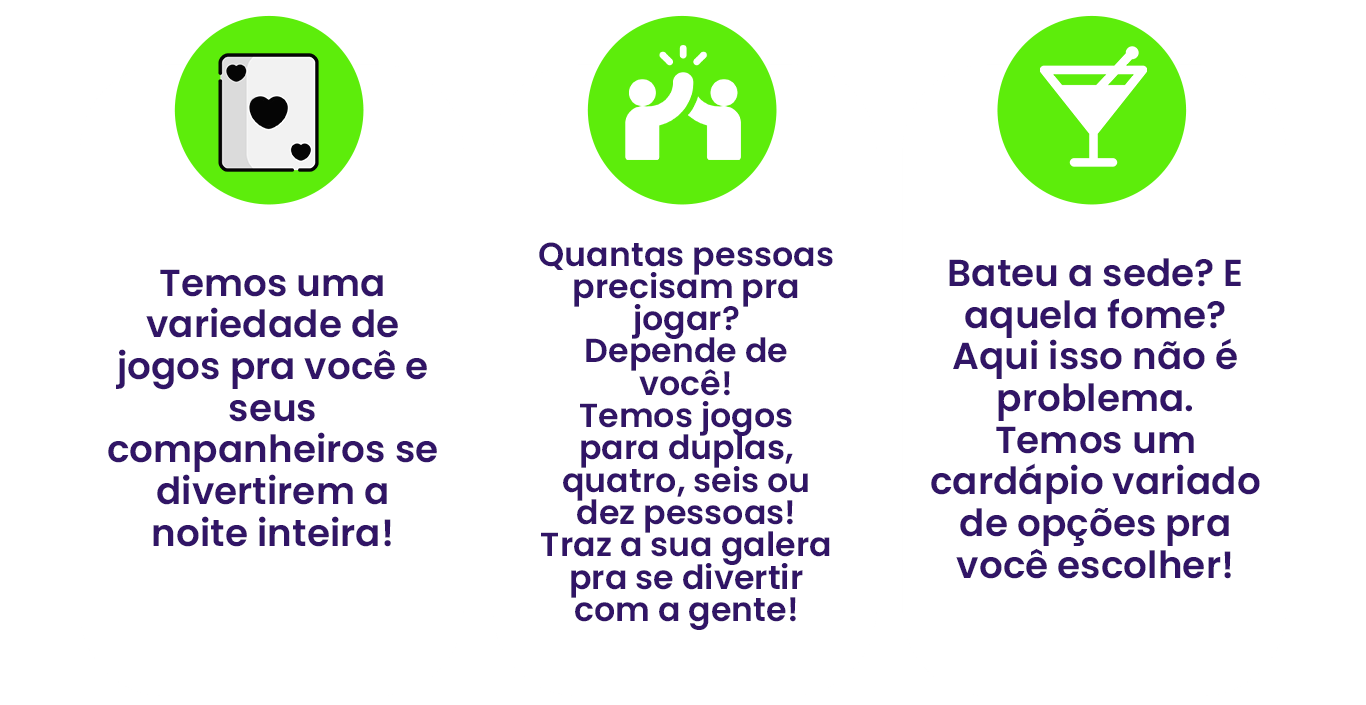 Temos uma
variedade de
jogos pra você e
seus
companheiros se
divertirem a
noite inteira!
Quantas pessoas
precisam pra
jogar?
Depende de
você!
Temos jogos
para duplas,
quatro, seis ou
dez pessoas!
Traz a sua galera
pra se divertir
com a gente!
Bateu a sede? E
aquela fome?
Aqui isso não é
problema.
Temos um
cardápio variado
de opções pra
você escolher!